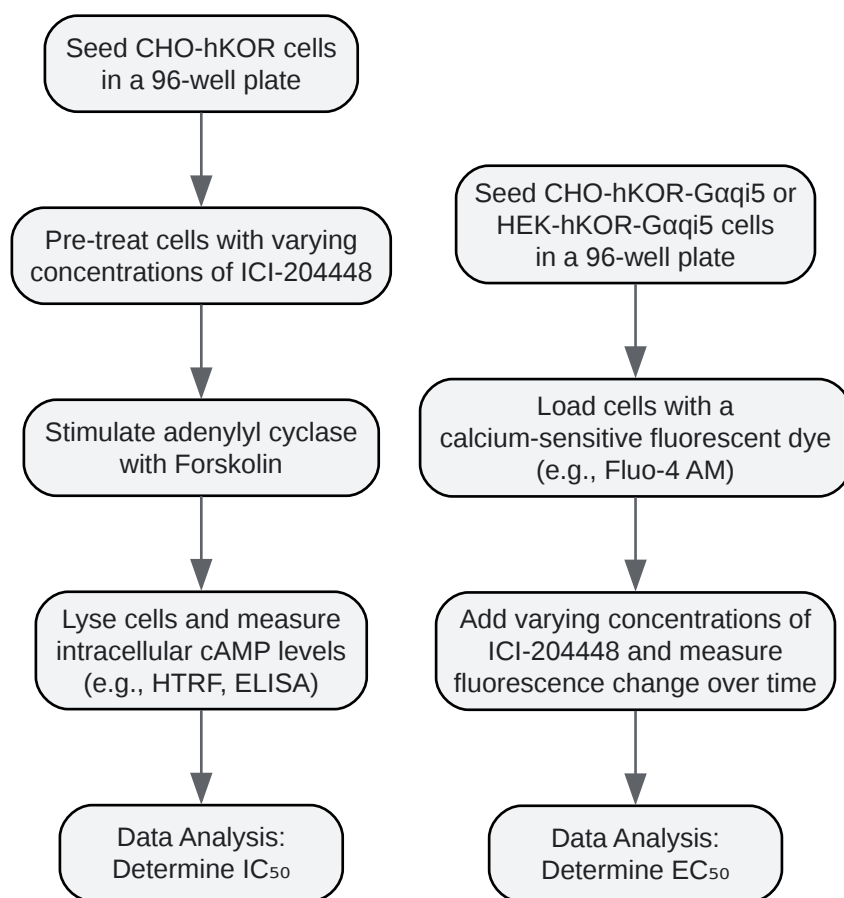 Seed CHO-hKOR cells
in a 96-well plate
Pre-treat cells with varying
concentrations of ICI-204448
Stimulate adenylyl cyclase
with Forskolin
Lyse cells and measure
intracellular cAMP levels
(e.g., HTRF, ELISA)
Data Analysis:
Determine IC₅₀
Seed CHO-hKOR-Gαqi5 or
HEK-hKOR-Gαqi5 cells
in a 96-well plate
Load cells with a
calcium-sensitive fluorescent dye
(e.g., Fluo-4 AM)
Add varying concentrations of
ICI-204448 and measure
fluorescence change over time
Data Analysis:
Determine EC₅₀